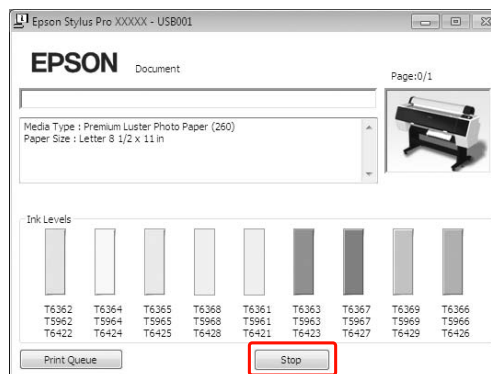 Epson Stylus Pro XXXXX - USB001
EPSON Document
Page:0/1
Media Type : Premium Luster Photo Paper (260)
Paper Size : Letter 8 1/2 x 11 in
Ink Levels
T6362 T6364 T6365 T6368 T6361 T6363 T6367 T6369 T6366
T5962 T5964 T5965 T5968 T5961 T5963 T5967 T5969 T5966
T6422 T6424 T6425 T6428 T6421 T6423 T6427 T6429 T6426
Print Queue Stop